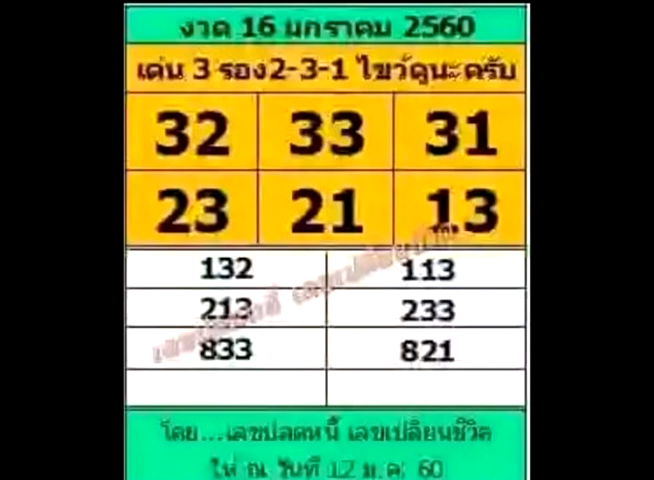 งวด 16 มกราคม 2560
เด่น 3 รอง2-3-1 ไขว้ดูนะครับ
32 33 31
23 21 13
132 113
213 233
833 821
โดย...เลขปลดหนี้ เลขเปลี่ยนชีวิต
ให้ ณ วันที่ 12 ม.ค. 60